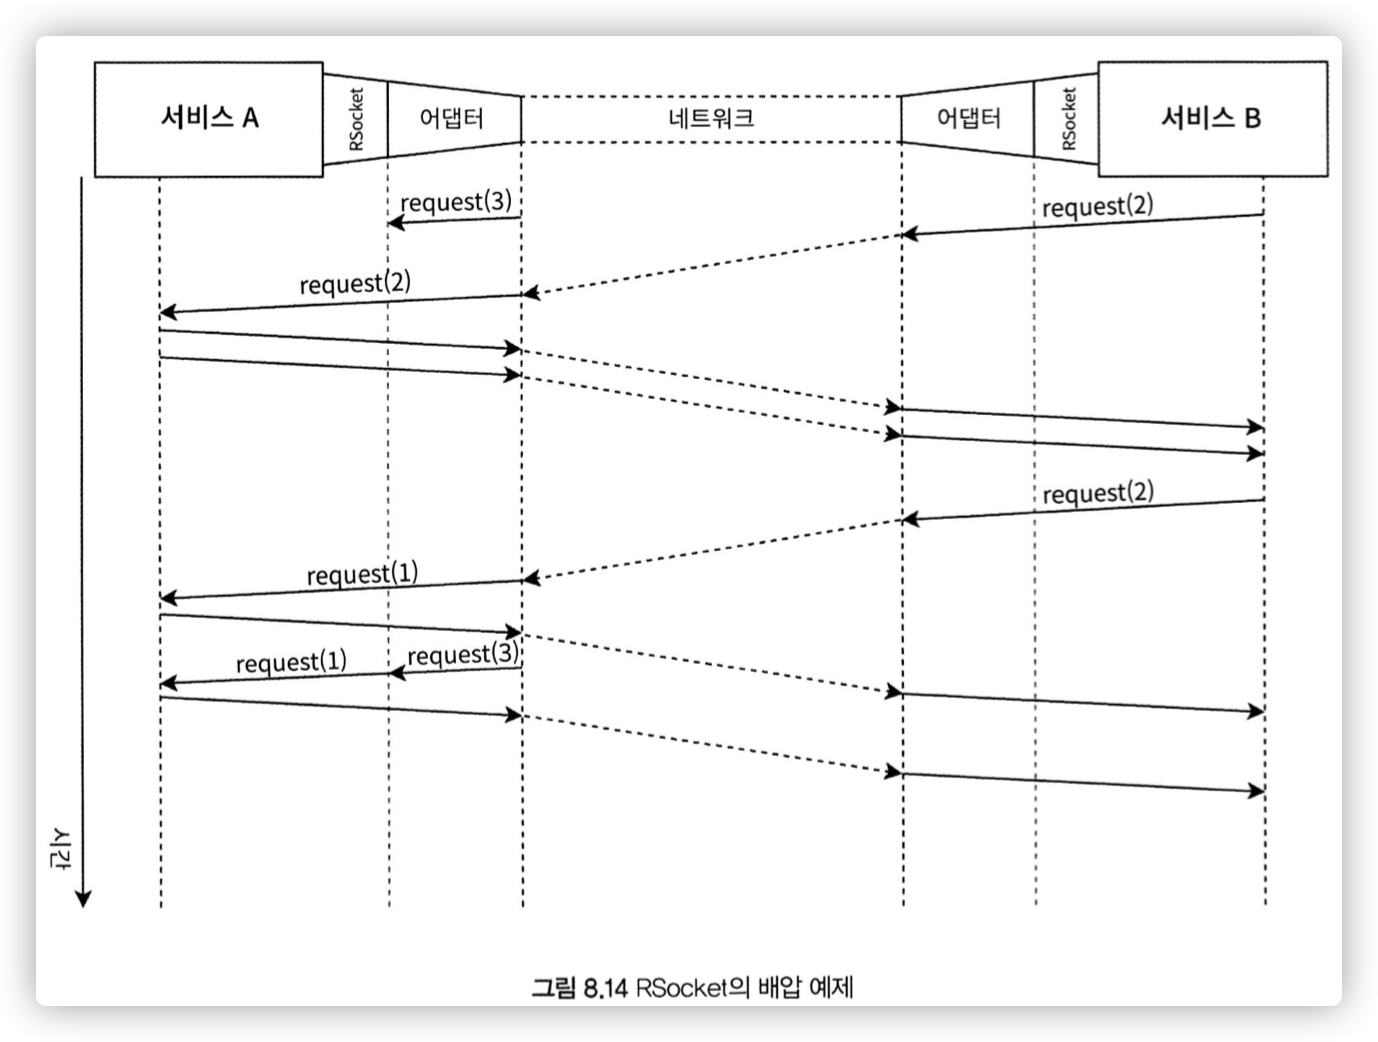 서비스 A
RSocket
어댑터
네트워크
어댑터
RSocket
서비스 B
request(3)
request(2)
request(2)
request(2)
request(1)
request(1)
request(3)
시간
그림 8.14 RSocket의 배압 예제